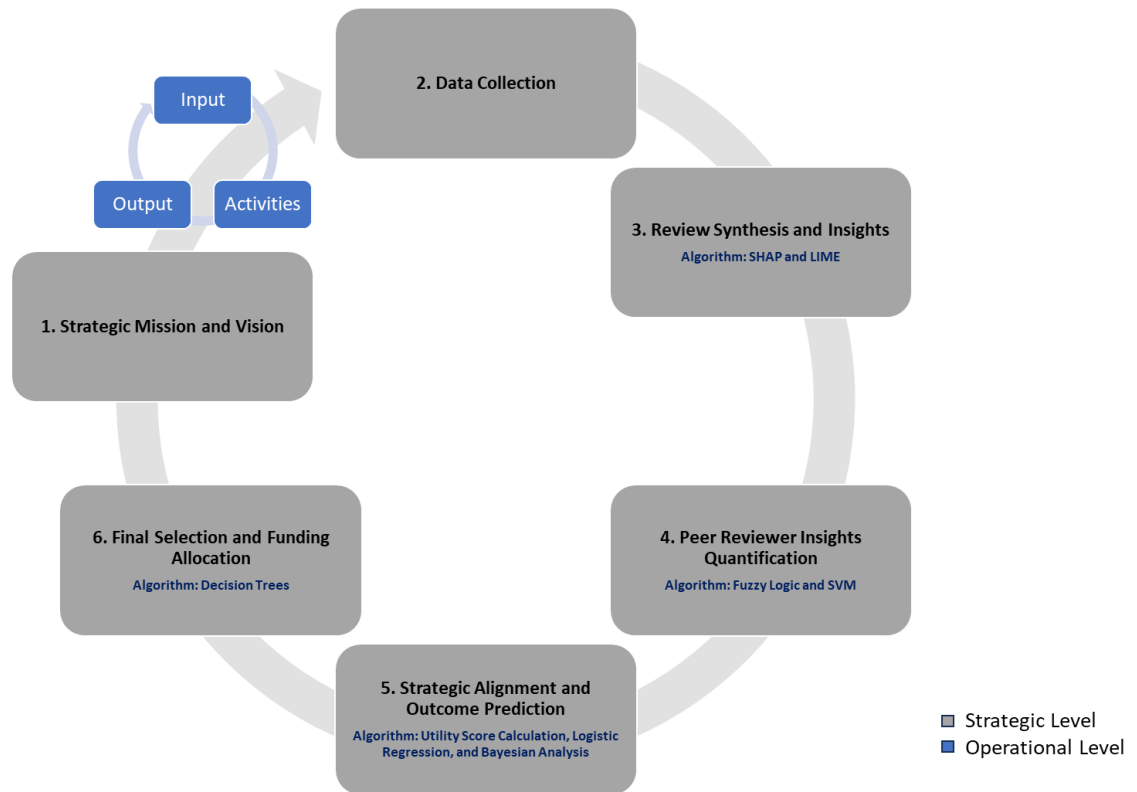 2. Data Collection
Input
Output
Activities
3. Review Synthesis and Insights
Algorithm: SHAP and LIME
1. Strategic Mission and Vision
6. Final Selection and Funding
Allocation
Algorithm: Decision Trees
4. Peer Reviewer Insights
Quantification
Algorithm: Fuzzy Logic and SVM
5. Strategic Alignment and
Outcome Prediction
Algorithm: Utility Score Calculation, Logistic
Regression, and Bayesian Analysis
Strategic Level
Operational Level